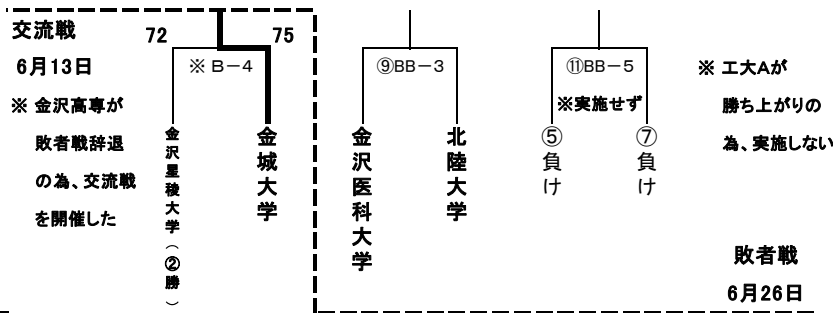 交流戦
6月13日
※ 金沢高専が
敗者戦辞退
の為、交流戦
を開催した
72
75
※ B－4
金沢星稜大学（②勝）
金城大学
⑨BB－3
金沢医科大学
北陸大学
⑪BB－5
※実施せず
⑤負け
⑦負け
※ 工大Aが
勝ち上がりの
為、実施しない
敗者戦
6月26日